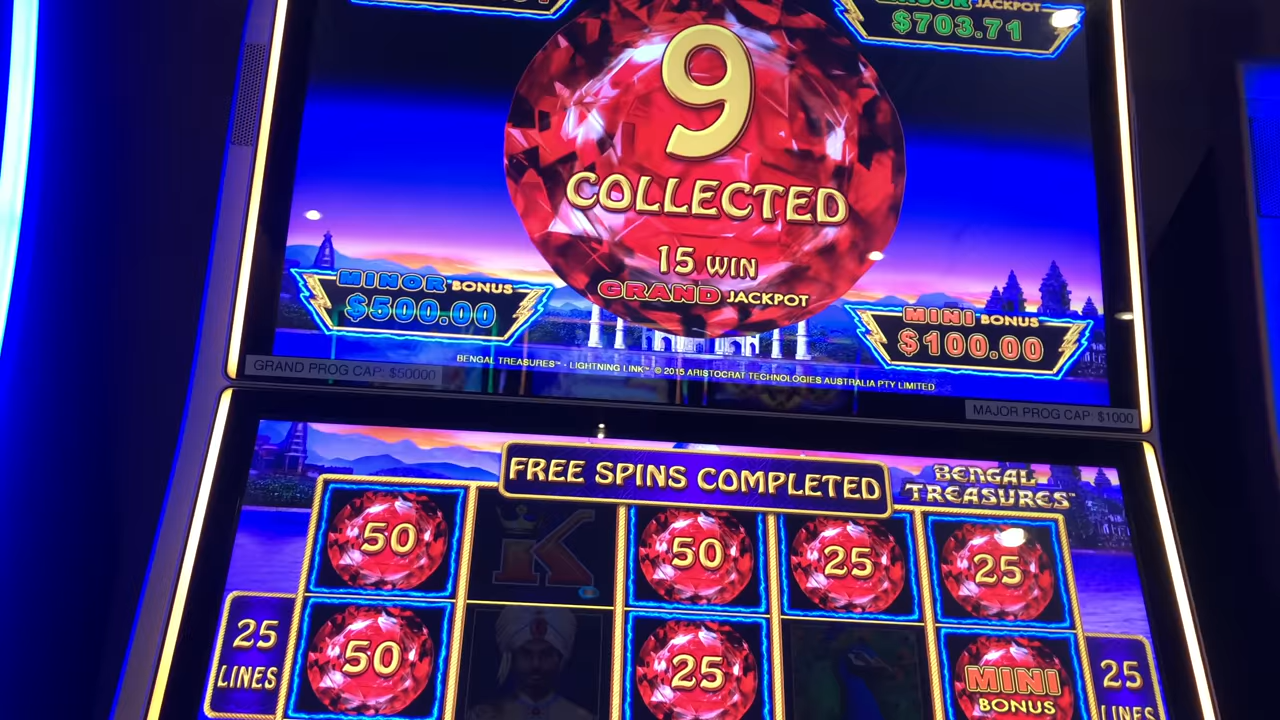 JACKPOT
$703.71
9
COLLECTED
15 WIN
GRAND JACKPOT
MINOR BONUS
$500.00
MINI BONUS
$100.00
BENGAL TREASURES™ - LIGHTNING LINK™ © 2015 ARISTOCRAT TECHNOLOGIES AUSTRALIA PTY LIMITED
GRAND PROG CAP: $50000
MAJOR PROG CAP: $1000
FREE SPINS COMPLETED
BENGAL
TREASURES™
50
K
50
25
25
25
LINES
50
25
MINI
BONUS
25
LINES